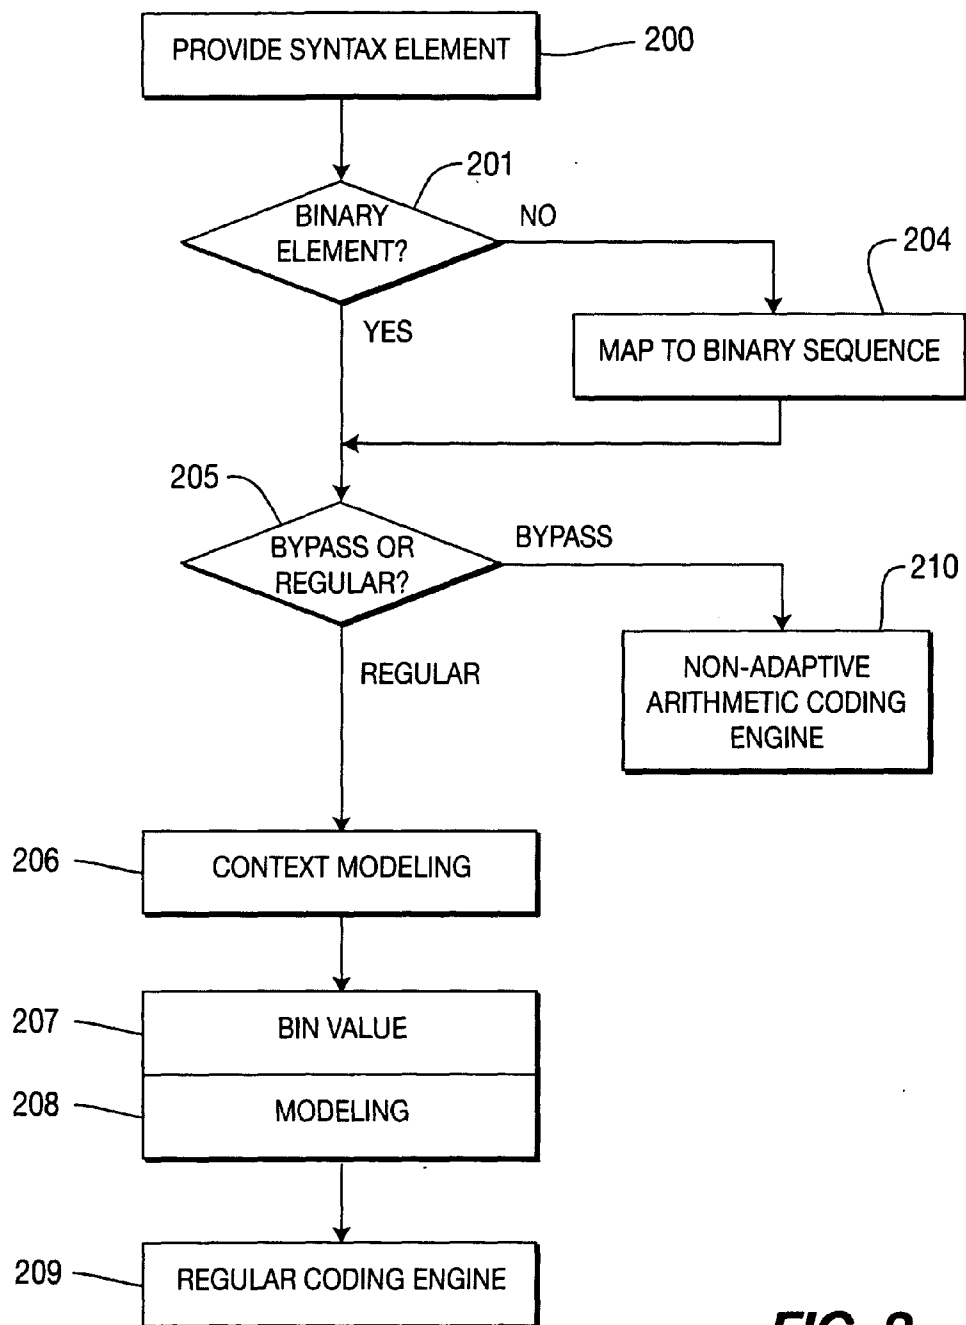 PROVIDE SYNTAX ELEMENT
200
201
BINARY
ELEMENT?
NO
204
YES
MAP TO BINARY SEQUENCE
205
BYPASS OR
REGULAR?
BYPASS
210
REGULAR
NON-ADAPTIVE
ARITHMETIC CODING
ENGINE
206
CONTEXT MODELING
207
BIN VALUE
208
MODELING
209
REGULAR CODING ENGINE
FIG.